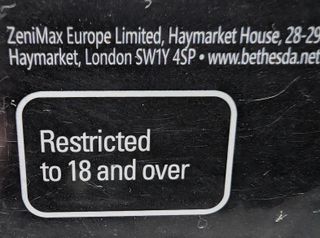 ZeniMax Europe Limited, Haymarket House, 28-29
Haymarket, London SW1Y 4SP • www.bethesda.net
Restricted
to 18 and over